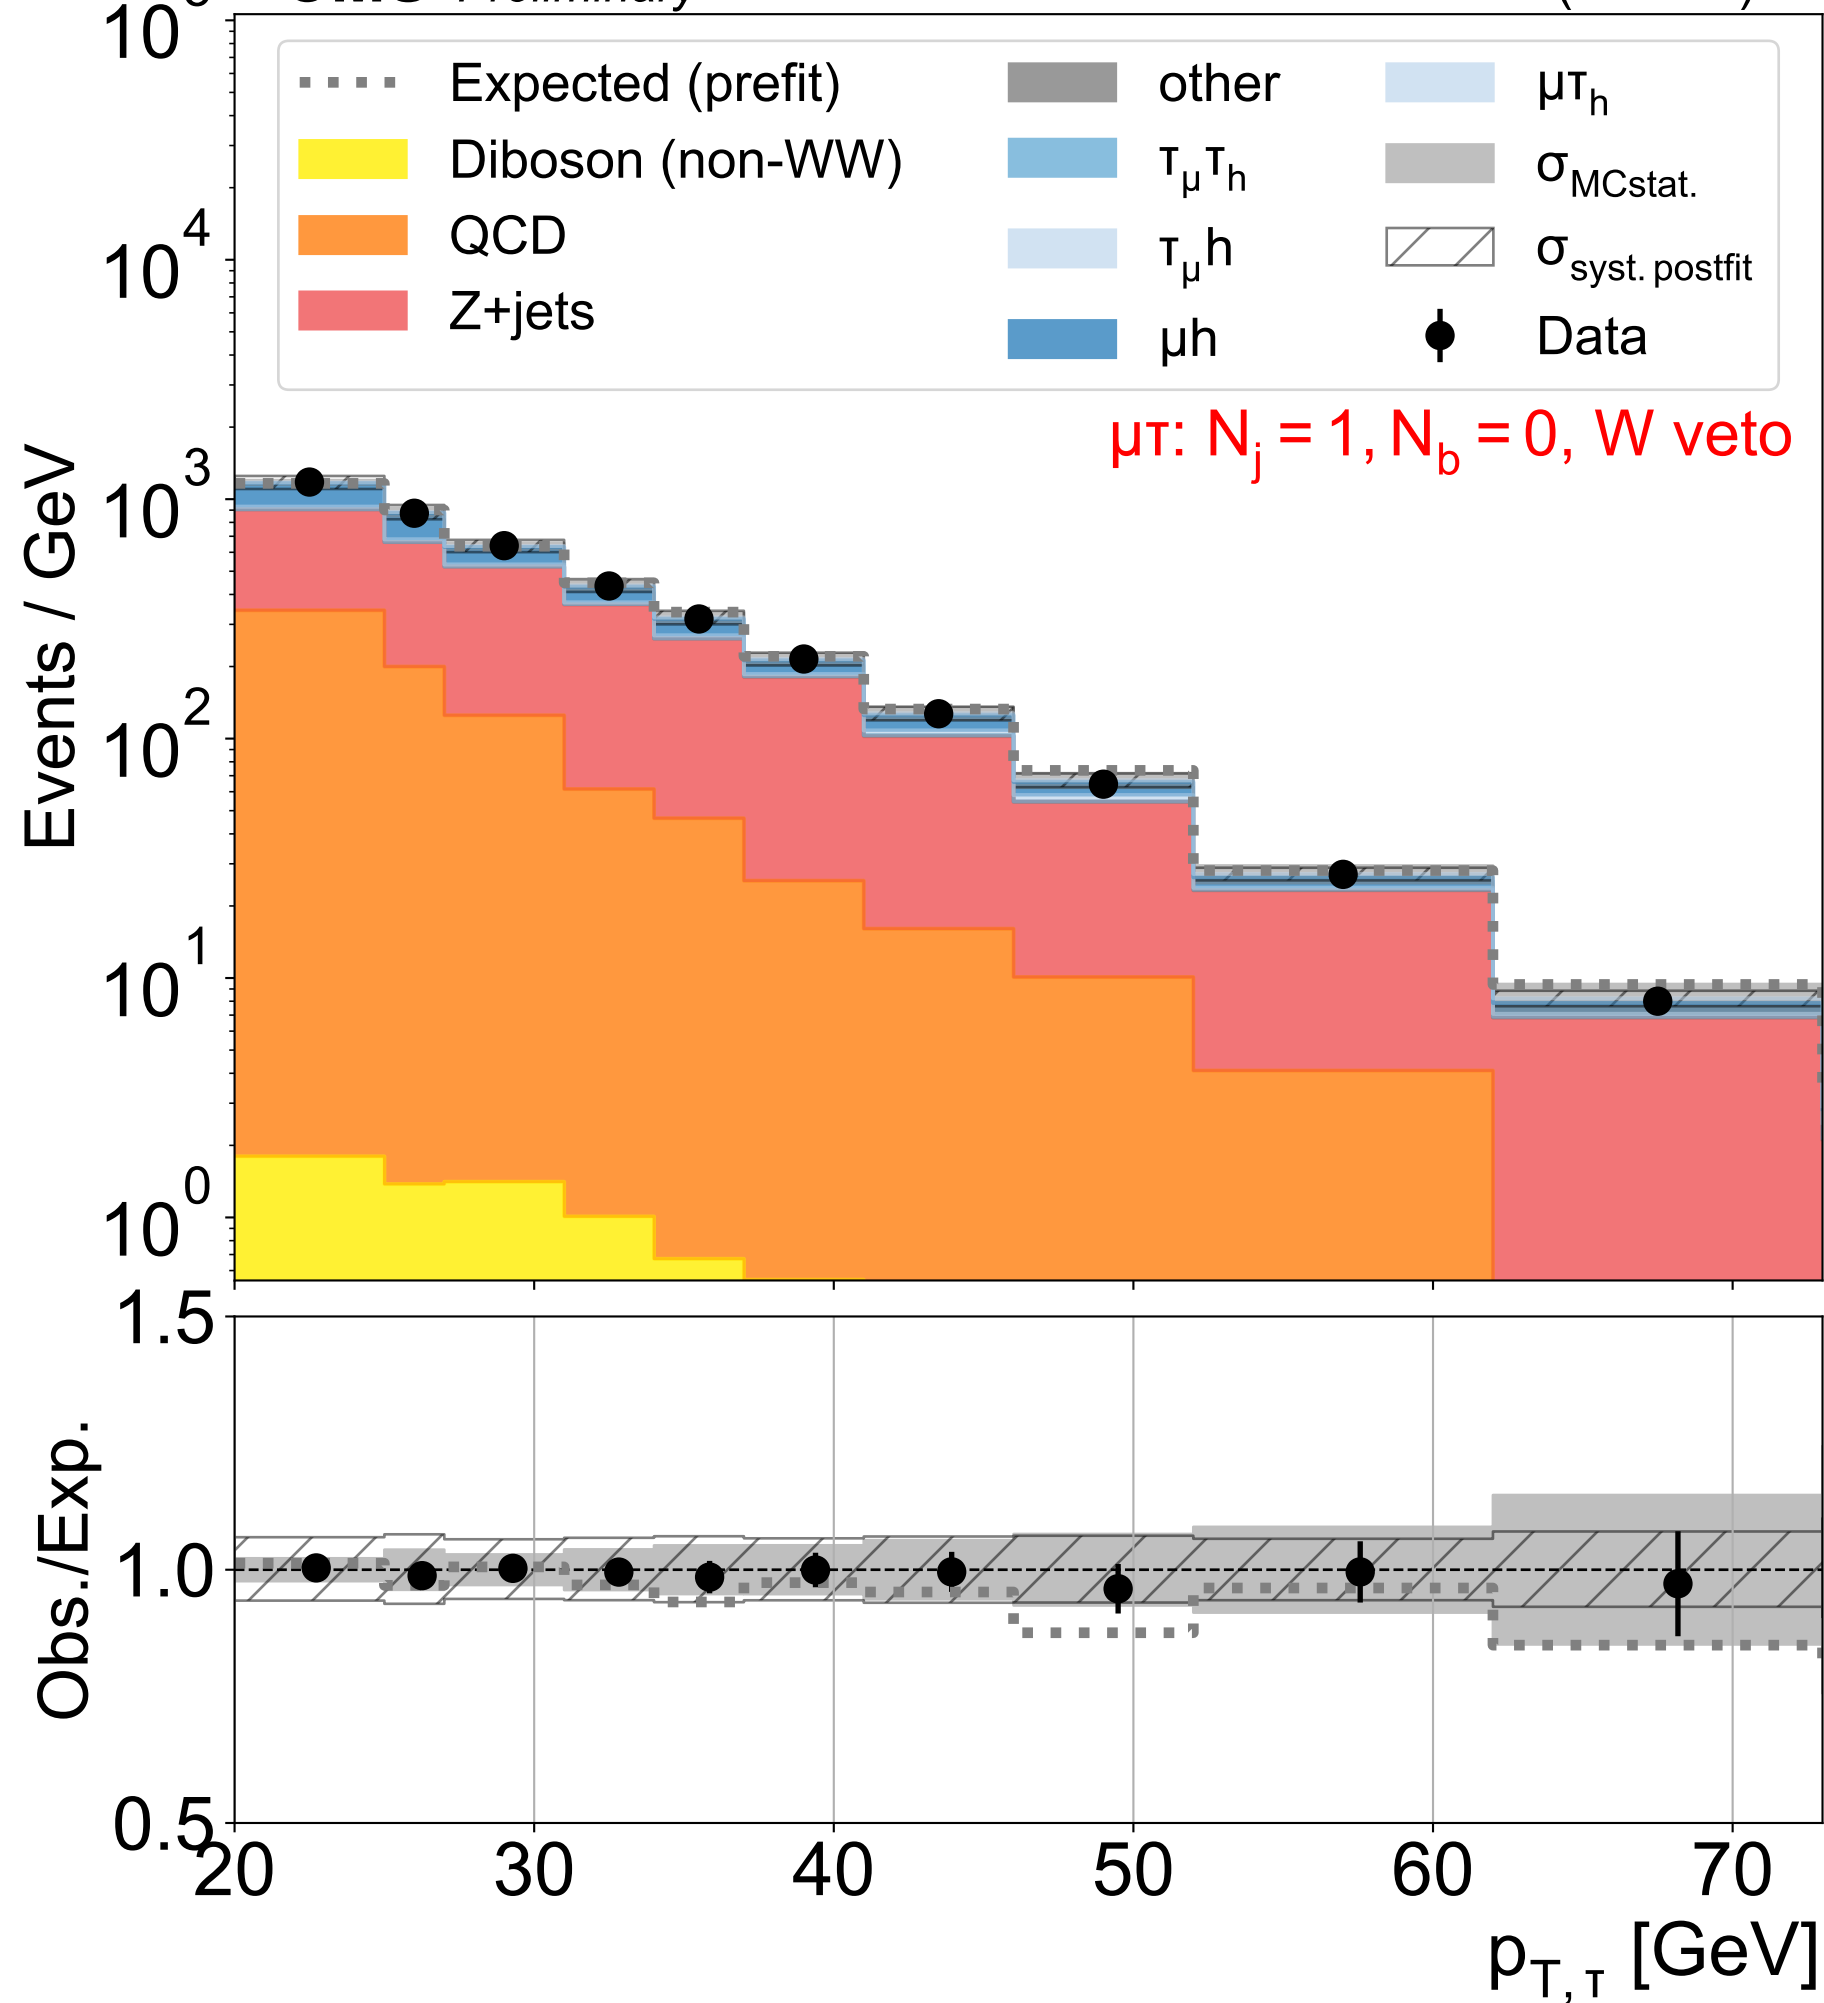 Preliminary
10
Expected (prefit)
Diboson (non-WW)
QCD
Z+jets
other
τμτh
τμh
μh
μτh
σMCstat.
σsyst. postfit
Data
μτ: Nj = 1, Nb = 0, W veto
10^4
10^3
10^2
10^1
10^0
Events / GeV
1.5
1.0
0.5
Obs./Exp.
20 30 40 50 60 70
pT, τ [GeV]